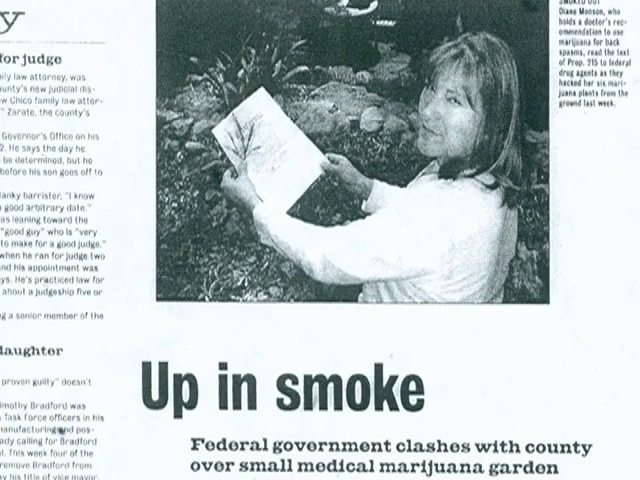 y
for judge
ily law attorney, was
ounty's new judicial dis-
w Chico family law attor-
" Zarate, the county's
Governor's Office on his
2. He says the day he
be determined, but he
before his son goes off to
lanky barrister, "I know
good arbitrary date."
as leaning toward the
"good guy" who is "very
to make for a good judge."
when he ran for judge two
nd his appointment was
ys. He's practiced law for
about a judgeship five or
g a senior member of the
daughter
proven guilty" doesn't
imothy Bradford was
Task Force officers in his
manufacturing and pos-
ady calling for Bradford
l. This week four of the
remove Bradford from
y his title of vice mayor.
SMOKED OUT
Diane Monson, who
holds a doctor's rec-
ommendation to use
marijuana for back
spasms, read the text
of Prop. 215 to federal
drug agents as they
hacked her six mari-
juana plants from the
ground last week.
Up in smoke
Federal government clashes with county
over small medical marijuana garden